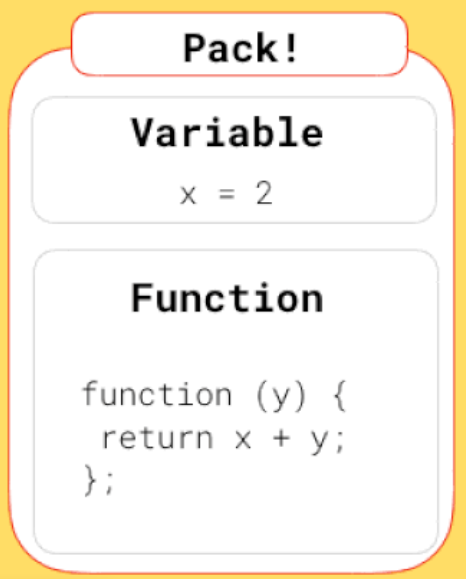 Pack!
Variable
x = 2
Function
function (y) {
return x + y;
};